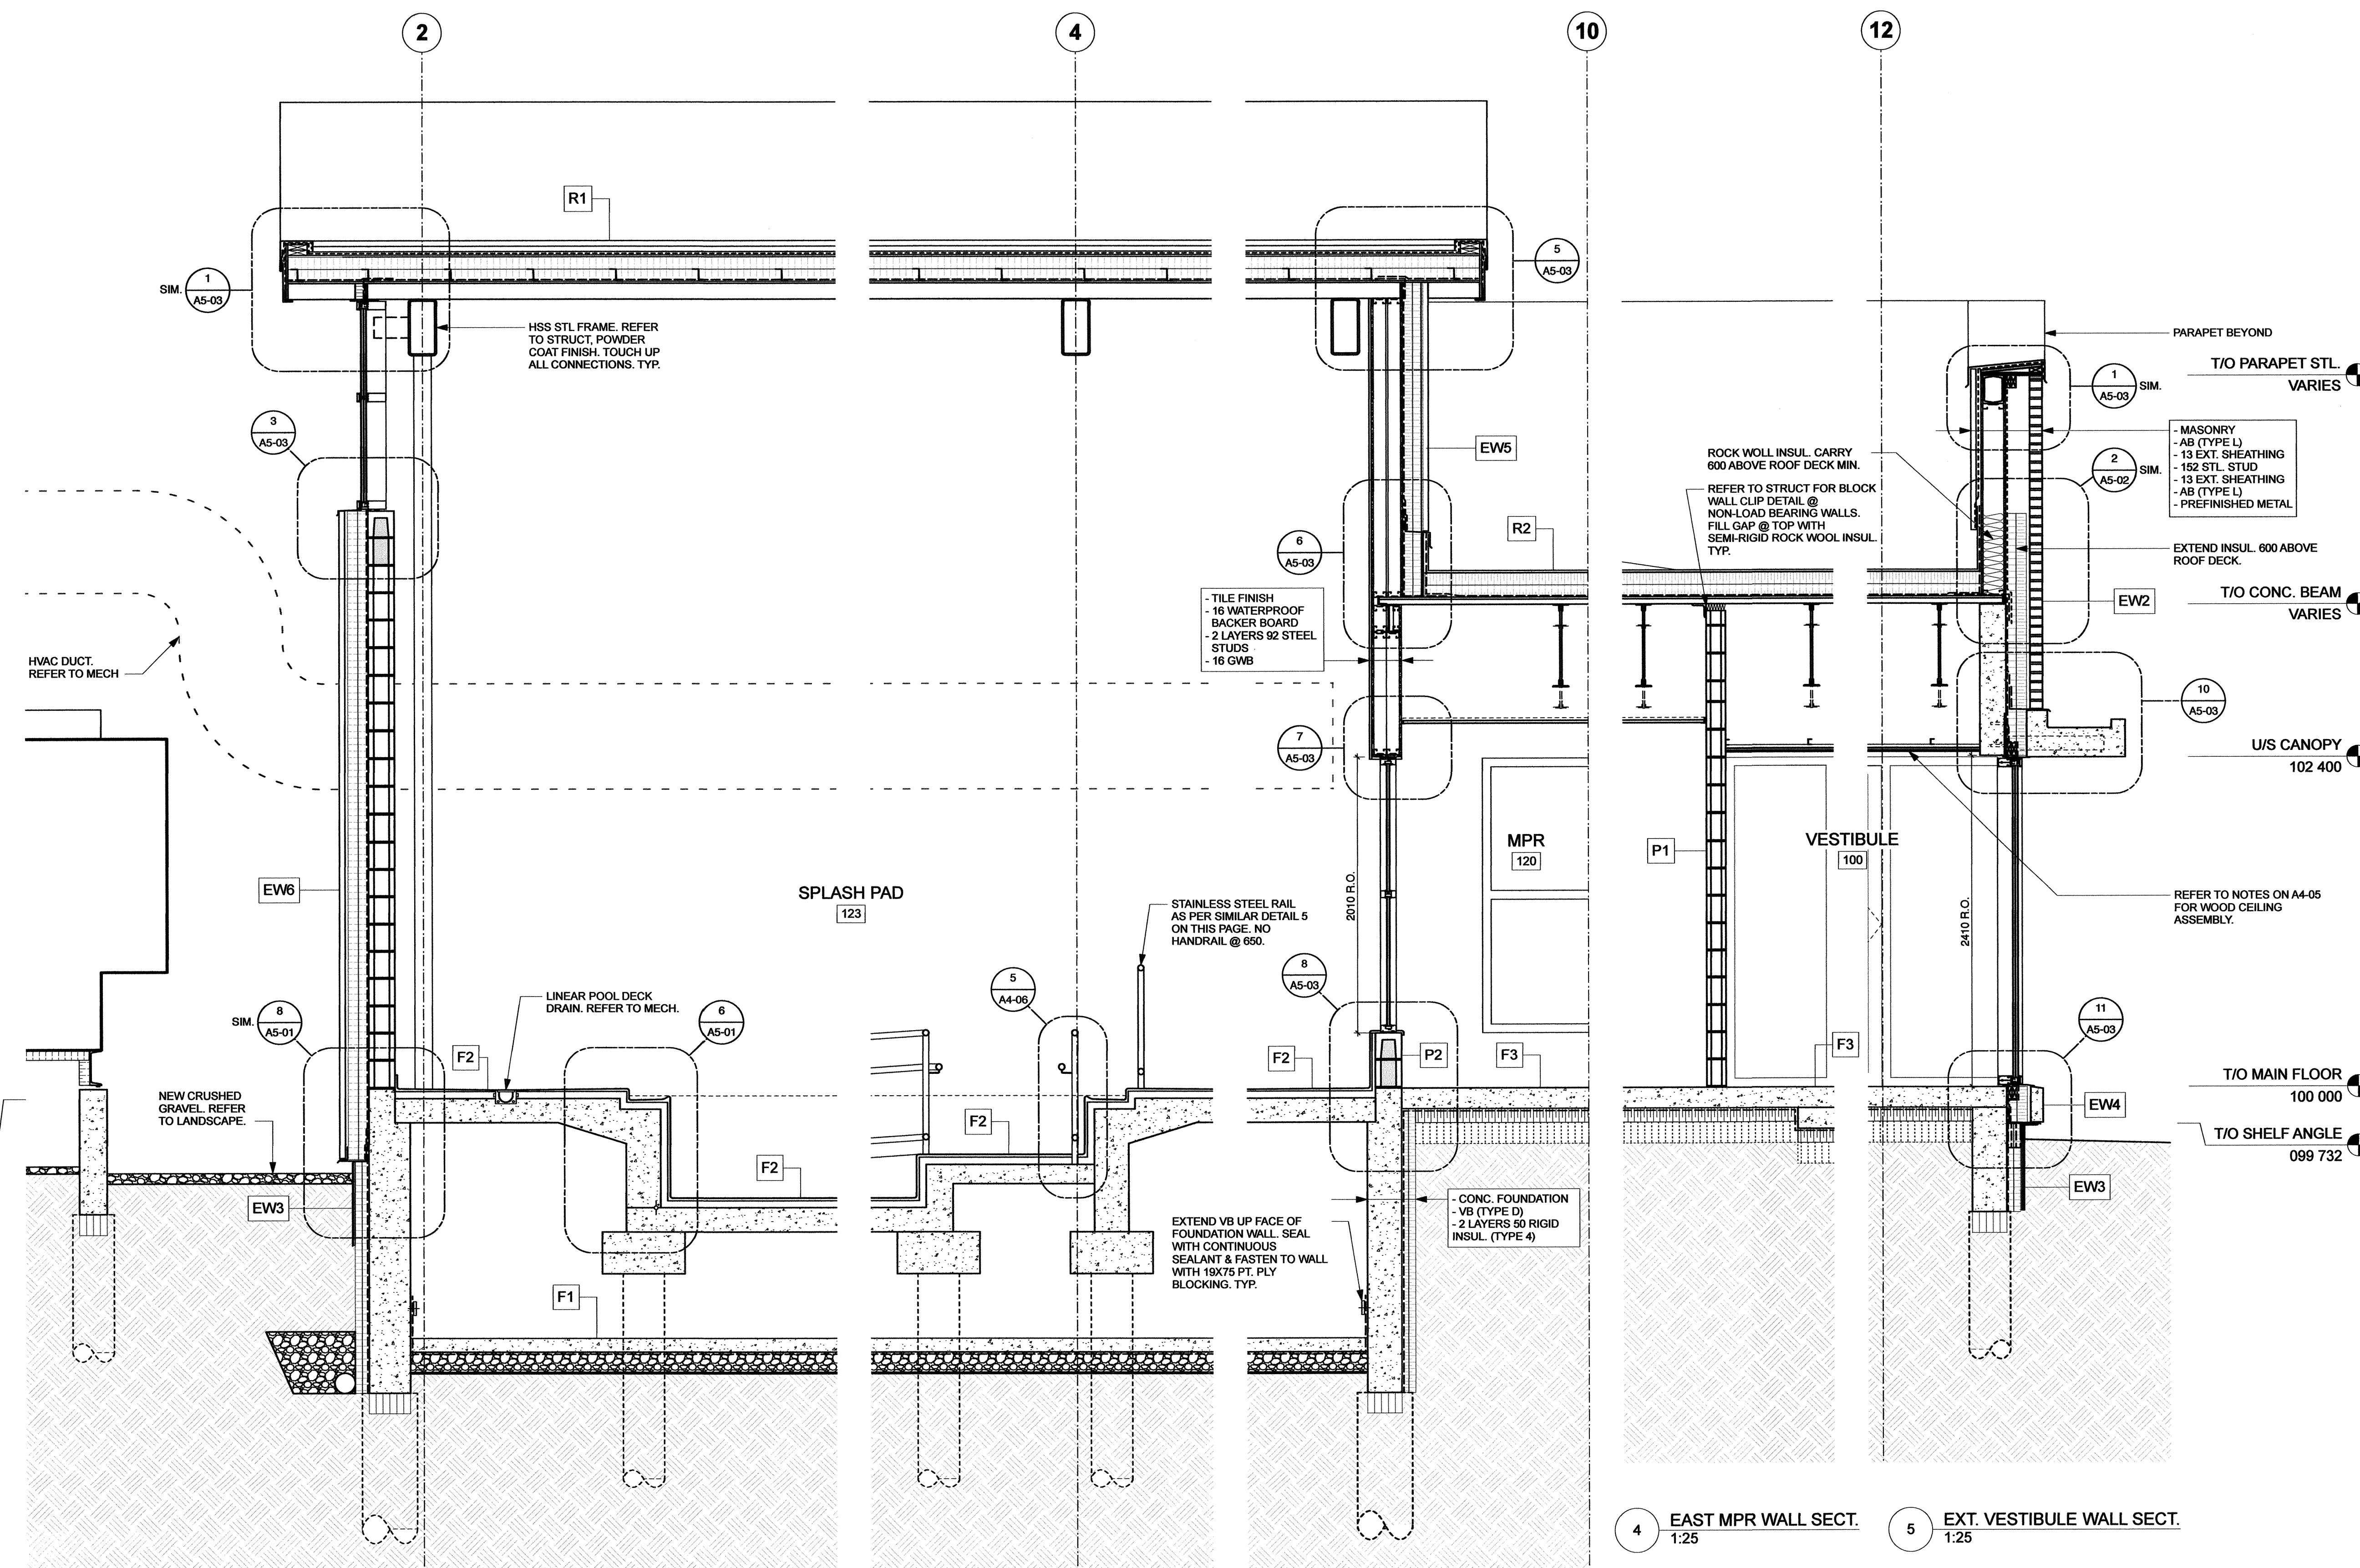 2
4
10
12
R1
1
SIM.
A5-03
5
A5-03
HSS STL FRAME. REFER
TO STRUCT, POWDER
COAT FINISH. TOUCH UP
ALL CONNECTIONS. TYP.
PARAPET BEYOND
T/O PARAPET STL.
VARIES
1
SIM.
A5-03
3
A5-03
EW5
- MASONRY
- AB (TYPE L)
- 13 EXT. SHEATHING
- 152 STL. STUD
- 13 EXT. SHEATHING
- AB (TYPE L)
- PREFINISHED METAL
ROCK WOLL INSUL. CARRY
600 ABOVE ROOF DECK MIN.
2
SIM.
A5-02
REFER TO STRUCT FOR BLOCK
WALL CLIP DETAIL @
NON-LOAD BEARING WALLS.
FILL GAP @ TOP WITH
SEMI-RIGID ROCK WOOL INSUL.
TYP.
R2
6
A5-03
EXTEND INSUL. 600 ABOVE
ROOF DECK.
- TILE FINISH
- 16 WATERPROOF
BACKER BOARD
- 2 LAYERS 92 STEEL
STUDS
- 16 GWB
EW2
T/O CONC. BEAM
VARIES
HVAC DUCT.
REFER TO MECH
10
A5-03
7
A5-03
U/S CANOPY
102 400
MPR
120
P1
VESTIBULE
100
EW6
SPLASH PAD
123
2010 R.O.
2410 R.O.
STAINLESS STEEL RAIL
AS PER SIMILAR DETAIL 5
ON THIS PAGE. NO
HANDRAIL @ 650.
REFER TO NOTES ON A4-05
FOR WOOD CEILING
ASSEMBLY.
8
SIM.
A5-01
LINEAR POOL DECK
DRAIN. REFER TO MECH.
6
A5-01
5
A4-06
8
A5-03
11
A5-03
F2
F2
P2
F3
F3
T/O MAIN FLOOR
100 000
NEW CRUSHED
GRAVEL. REFER
TO LANDSCAPE.
F2
EW4
T/O SHELF ANGLE
099 732
F2
EW3
EW3
- CONC. FOUNDATION
- VB (TYPE D)
- 2 LAYERS 50 RIGID
INSUL. (TYPE 4)
EXTEND VB UP FACE OF
FOUNDATION WALL. SEAL
WITH CONTINUOUS
SEALANT & FASTEN TO WALL
WITH 19X75 PT. PLY
BLOCKING. TYP.
F1
4
EAST MPR WALL SECT.
1:25
5
EXT. VESTIBULE WALL SECT.
1:25